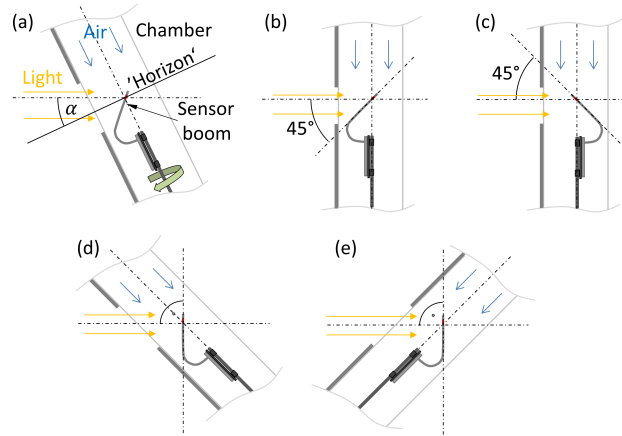 (a)
Chamber
Air
'Horizon'
Light
α
Sensor
boom
(b)
45°
(c)
45°
(d)
(e)
°